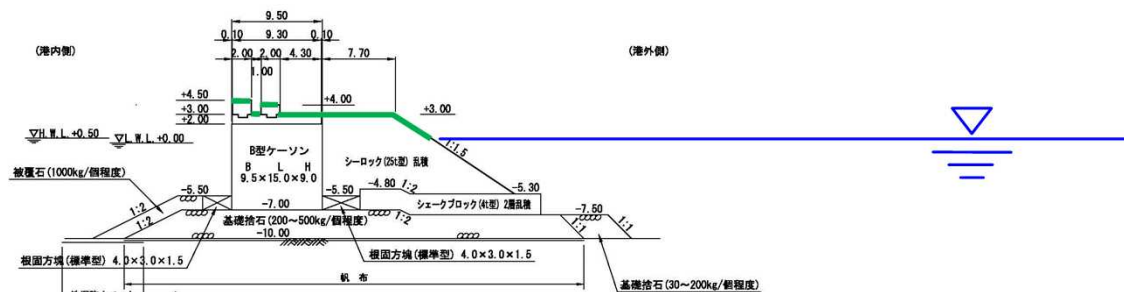 9.50
0.10 9.30 0.10
(港内側)
(港外側)
2.00 2.00 4.30 7.70
1.00
+4.50
+4.00
+3.00
+3.00
+2.00
▽H.W.L.+0.50
▽L.W.L.+0.00
B型ケーソン
B L H
9.5×15.0×9.0
シーロック(25t型)乱積
1:1.5
被覆石(1000kg/個程度)
-5.50
-5.50
-4.80
1:2
-5.30
シェークブロック(4t型) 2層乱積
1:2
1:2
-7.00
基礎捨石(200~500kg/個程度)
1:2
-7.50
1:1
1:1
-10.00
根固方塊(標準型) 4.0×3.0×1.5
根固方塊(標準型) 4.0×3.0×1.5
帆 布
基礎捨石(30~200kg/個程度)